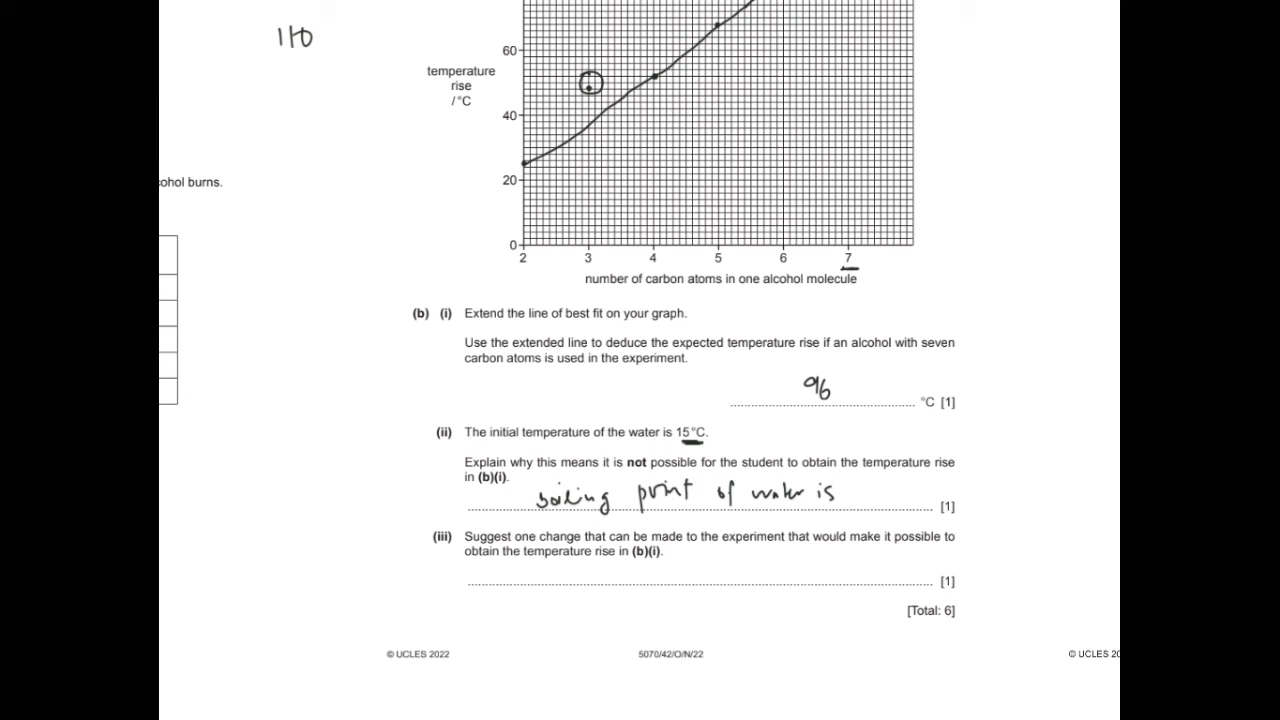 110
60
temperature
rise
/°C
40
cohol burns.
20
0
2 3 4 5 6 7
number of carbon atoms in one alcohol molecule
(b) (i) Extend the line of best fit on your graph.
Use the extended line to deduce the expected temperature rise if an alcohol with seven
carbon atoms is used in the experiment.
96
°C [1]
(ii) The initial temperature of the water is 15°C.
Explain why this means it is not possible for the student to obtain the temperature rise
in (b)(i).
boiling point of water is
[1]
(iii) Suggest one change that can be made to the experiment that would make it possible to
obtain the temperature rise in (b)(i).
[1]
[Total: 6]
© UCLES 2022 5070/42/O/N/22 © UCLES 20